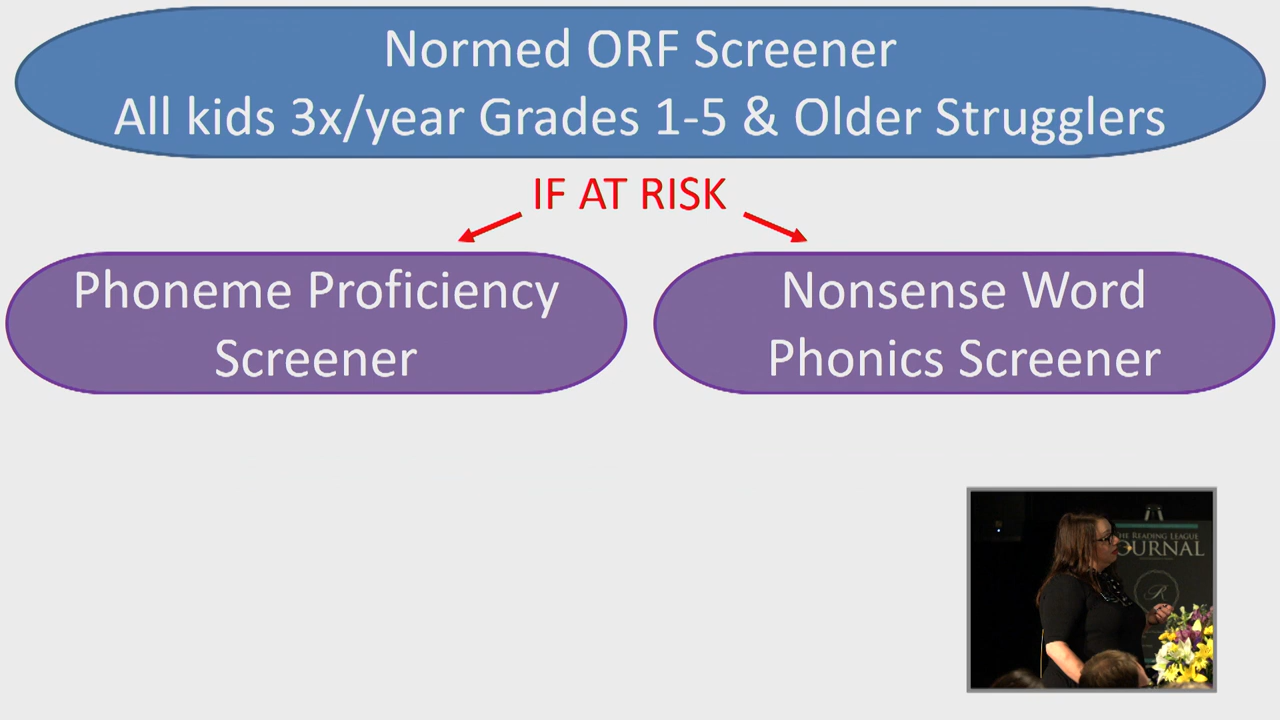 Normed ORF Screener
All kids 3x/year Grades 1-5 & Older Strugglers
IF AT RISK
Phoneme Proficiency
Screener
Nonsense Word
Phonics Screener
HE READING LEAGUE
JOURNAL
R